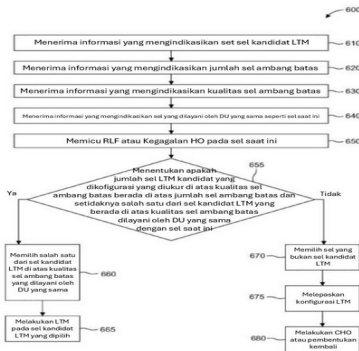 600
Menerima informasi yang mengindikasikan set sel kandidat LTM
610
Menerima informasi yang mengindikasikan jumlah sel ambang batas
620
Menerima informasi yang mengindikasikan kualitas sel ambang batas
630
Menerima informasi yang mengindikasikan sel yang dilayani oleh DU yang sama seperti sel saat ini
640
Memicu RLF atau Kegagalan HO pada sel saat ini
650
Menentukan apakah
jumlah sel LTM kandidat yang
dikofigurasi yang diukur di atas kualitas sel
ambang batas berada di atas jumlah ambang batas dan
setidaknya salah satu dari sel kandidat LTM yang
berada di atas kualitas sel ambang batas
dilayani oleh DU yang sama
dengan sel saat ini
655
Ya
Tidak
Memilih salah satu
dari sel kandidat
LTM di atas kualitas
sel ambang batas
yang dilayani oleh
DU yang sama
660
Melakukan LTM
pada sel kandidat
LTM yang dipilih
665
670
Memilih sel yang
bukan sel kandidat
LTM
675
Melepaskan
konfigurasi LTM
680
Melakukan CHO
atau pembentukan
kembali